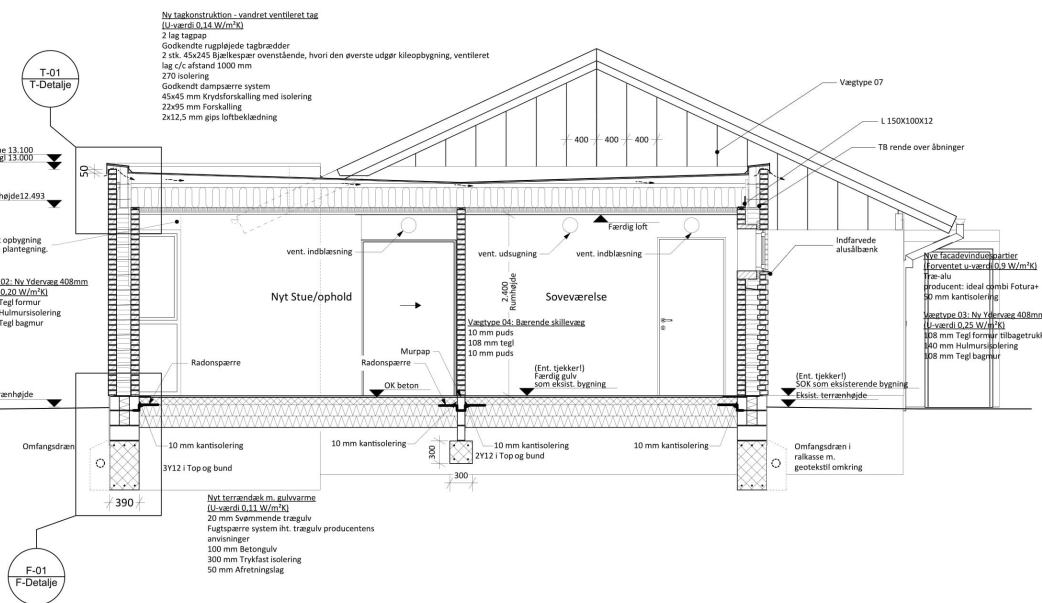 Ny tagkonstruktion - vandret ventileret tag
(U-værdi 0,14 W/m²K)
2 lag tagpap
Godkendte rugpløjede tagbrædder
2 stk. 45x245 Bjælkespær ovenstående, hvori den øverste udgør kileopbygning, ventileret
lag c/c afstand 1000 mm
270 isolering
Godkendt dampsærre system
45x45 mm Krydsforskalling med isolering
22x95 mm Forskalling
2x12,5 mm gips loftbeklædning
T-01
T-Detalje
Vægtype 07
L 150X100X12
TB rende over åbninger
400
400
400
13.100
13.000
50
12.493
opbygning
plantegning.
02: Ny Ydervæg 408mm
0,20 W/m²K)
Tegl formur
Hulmursisolering
Tegl bagmur
vent. indblæsning
vent. udsugning
vent. indblæsning
Færdig loft
Indfarvede
alusålbænk
Nye facadevinduespartier
(Forventet u-værdi 0,9 W/m²K)
Træ-alu
producent: ideal combi Fotura+
50 mm kantisolering
Nyt Stue/ophold
2.400
Rumhøjde
Soveværelse
Vægtype 04: Bærende skillevæg
10 mm puds
108 mm tegl
10 mm puds
Vægtype 03: Ny Ydervæg 408mm
(U-værdi 0,25 W/m²K)
108 mm Tegl formur tilbagetrukket
140 mm Hulmursisolering
108 mm Tegl bagmur
Radonspærre
Murpap
Radonspærre
OK beton
(Ent. tjekker!)
Færdig gulv
som eksist. bygning
(Ent. tjekker!)
SOK som eksisterende bygning
Eksist. terrænhøjde
Omfangsdræn
10 mm kantisolering
10 mm kantisolering
10 mm kantisolering
10 mm kantisolering
3Y12 i Top og bund
2Y12 i Top og bund
300
300
390
Omfangsdræn i
ralkasse m.
geotekstil omkring
Nyt terrændæk m. gulvvarme
(U-værdi 0,11 W/m²K)
20 mm Svømmende trægulv
Fugtspærre system iht. trægulv producentens
anvisninger
100 mm Betongulv
300 mm Trykfast isolering
50 mm Afretningslag
F-01
F-Detalje